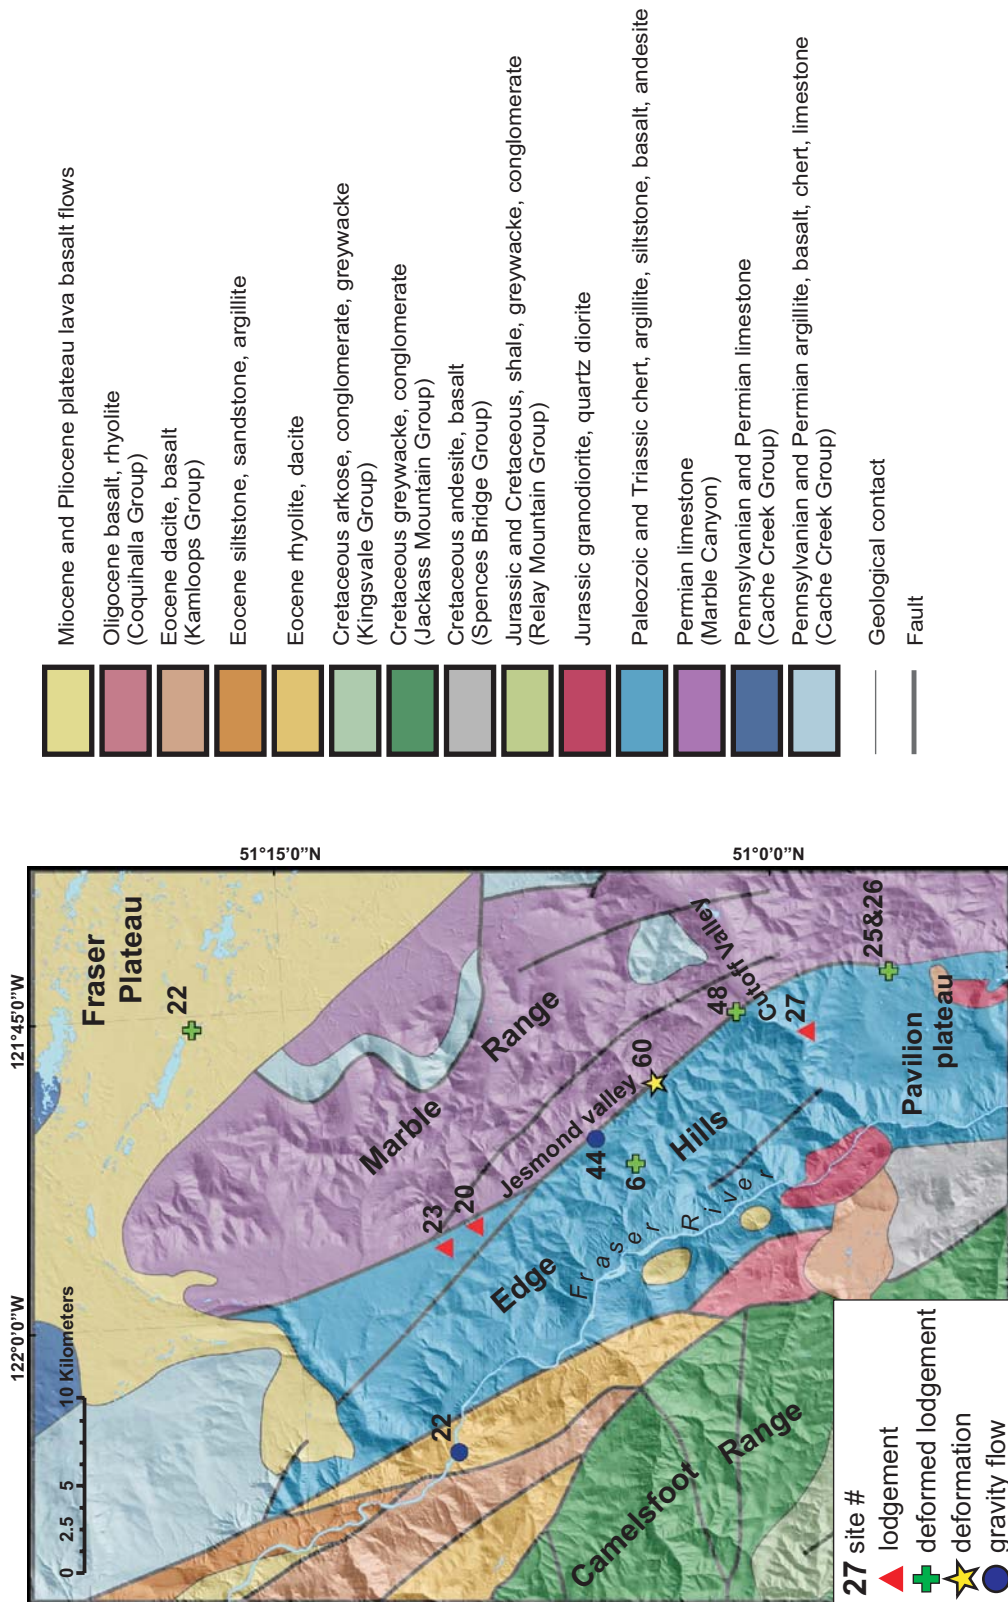 Miocene and Pliocene plateau lava basalt flows
Oligocene basalt, rhyolite
(Coquihalla Group)
Eocene dacite, basalt
(Kamloops Group)
Eocene siltstone, sandstone, argillite
Eocene rhyolite, dacite
Cretaceous arkose, conglomerate, greywacke
(Kingsvale Group)
Cretaceous greywacke, conglomerate
(Jackass Mountain Group)
Cretaceous andesite, basalt
(Spences Bridge Group)
Jurassic and Cretaceous, shale, greywacke, conglomerate
(Relay Mountain Group)
Jurassic granodiorite, quartz diorite
Paleozoic and Triassic chert, argillite, siltstone, basalt, andesite
Permian limestone
(Marble Canyon)
Pennsylvanian and Permian limestone
(Cache Creek Group)
Pennsylvanian and Permian argillite, basalt, chert, limestone
(Cache Creek Group)
Geological contact
Fault
122°0'0"W
121°45'0"W
51°15'0"N
51°0'0"N
0 2.5 5 10 Kilometers
Fraser
Plateau
22
Marble
Range
23
20
Jesmond valley
60
44
6
48
Cutoff Valley
27
25&26
Edge
Hills
Fraser
River
Pavilion
plateau
22
Camelsfoot
Range
27 site #
lodgement
deformed lodgement
deformation
gravity flow